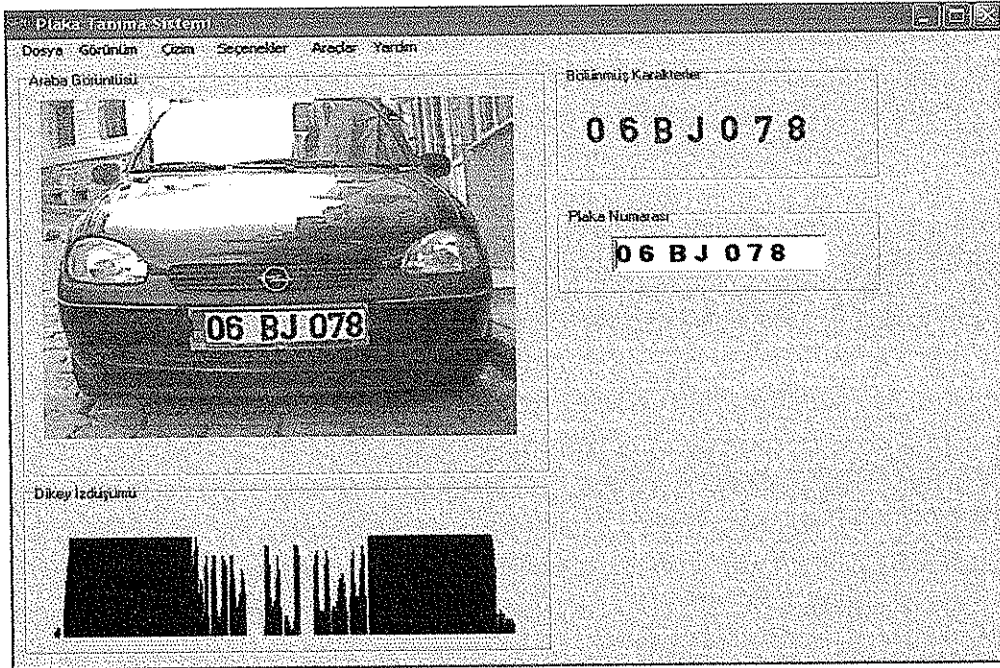 Plaka Tanıma Sistemi
Dosya Görünüm Çizim Seçenekler Araçlar Yardım
Araba Görüntüsü
06 BJ 078
Bölünmüş Karakterler
0 6 B J 0 7 8
Plaka Numarası
06 BJ 078
Dikey İzdüşümü